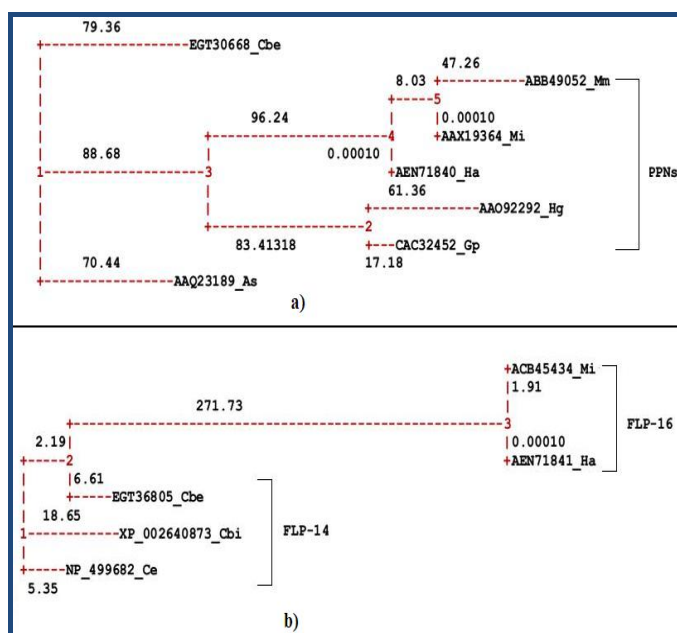 79.36
EGT30668_Cbe
47.26
8.03
ABB49052_Mm
5
96.24
0.00010
4
AAX19364_Mi
88.68
0.00010
1
3
AEN71840_Ha
PPNs
61.36
AAO92292_Hg
2
83.41318
CAC32452_Gp
70.44
17.18
AAQ23189_As
a)
ACB45434_Mi
1.91
271.73
3
FLP-16
2.19
0.00010
2
AEN71841_Ha
6.61
EGT36805_Cbe
18.65
1
XP_002640873_Cbi
FLP-14
NP_499682_Ce
5.35
b)